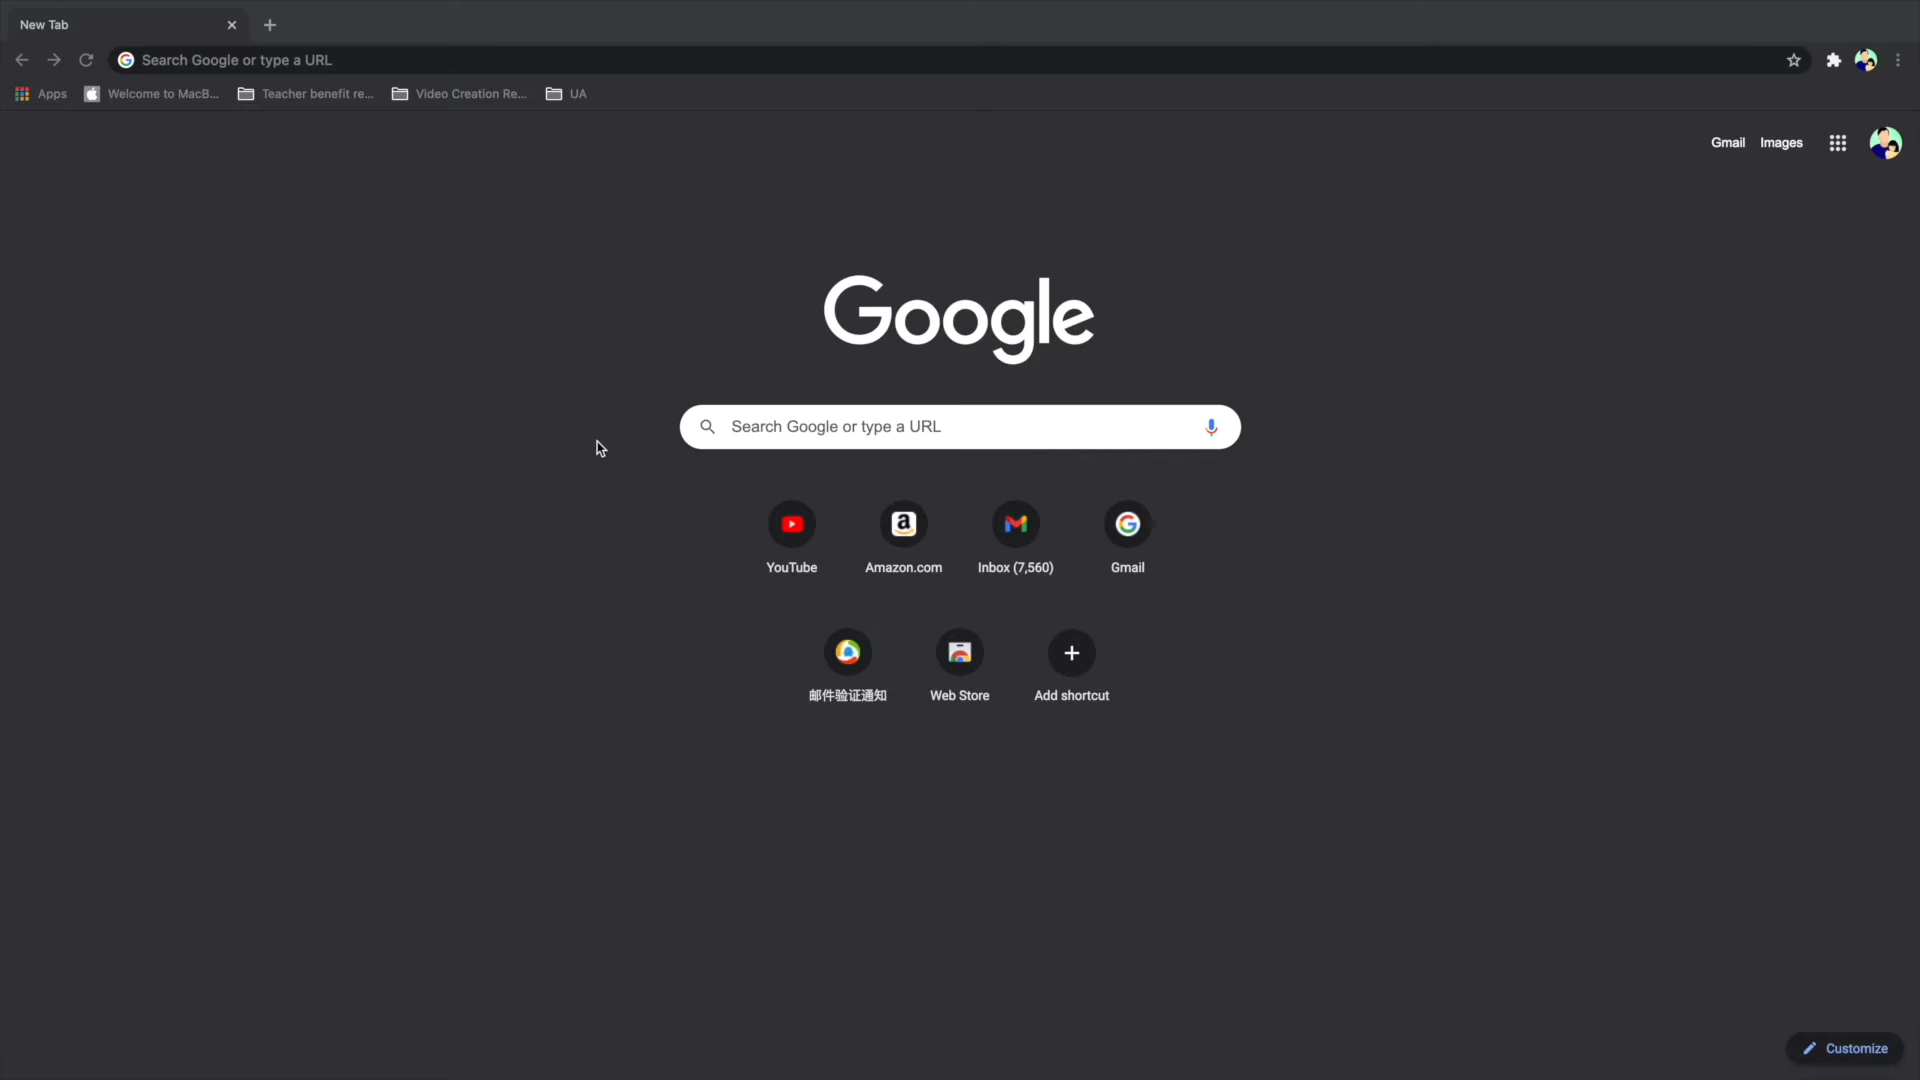 New Tab
Search Google or type a URL
Apps
Welcome to MacB...
Teacher benefit re...
Video Creation Re...
UA
Gmail
Images
Google
Search Google or type a URL
YouTube
Amazon.com
Inbox (7,560)
Gmail
邮件验证通知
Web Store
Add shortcut
Customize